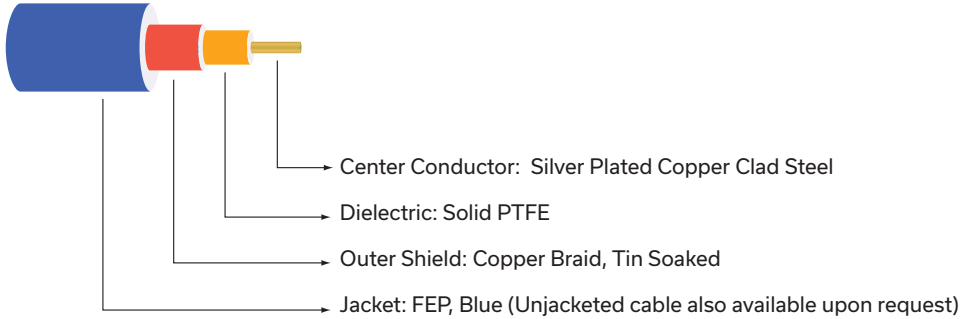 Center Conductor:  Silver Plated Copper Clad Steel
Dielectric: Solid PTFE
Outer Shield: Copper Braid, Tin Soaked
Jacket: FEP, Blue (Unjacketed cable also available upon request)